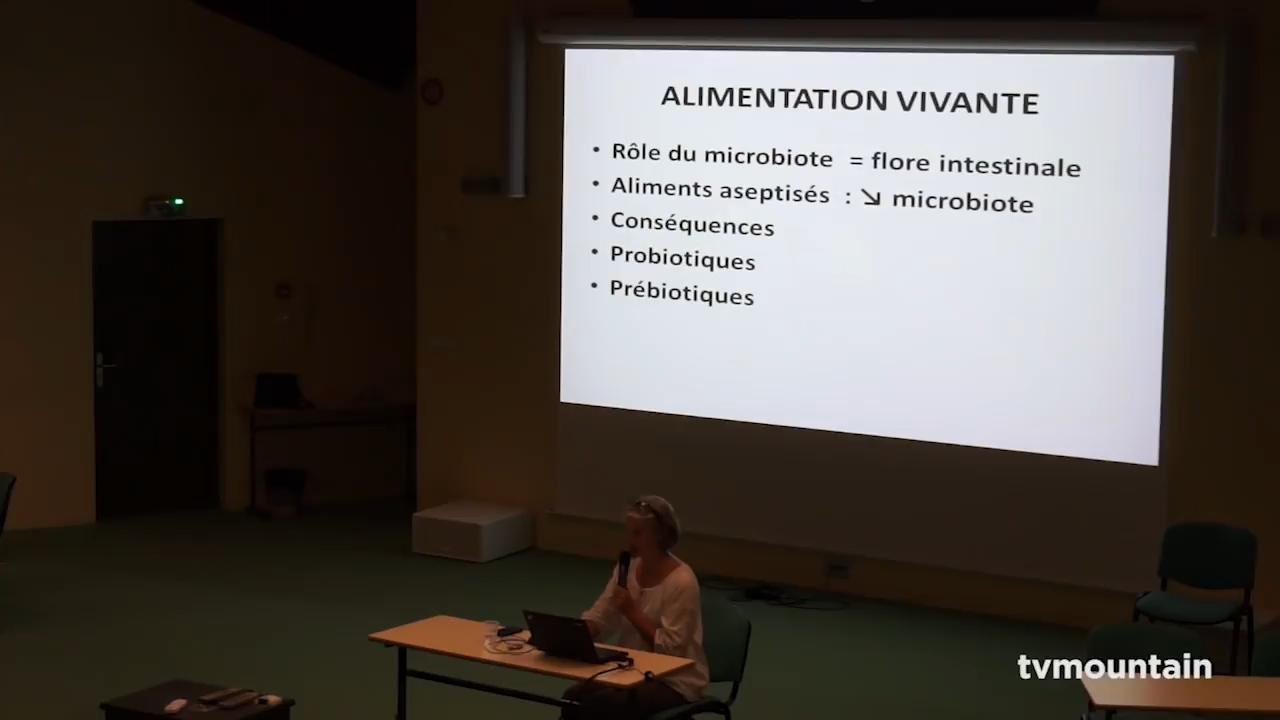 ALIMENTATION VIVANTE
• Rôle du microbiote = flore intestinale
• Aliments aseptisés : ↘ microbiote
• Conséquences
• Probiotiques
• Prébiotiques
tvmountain